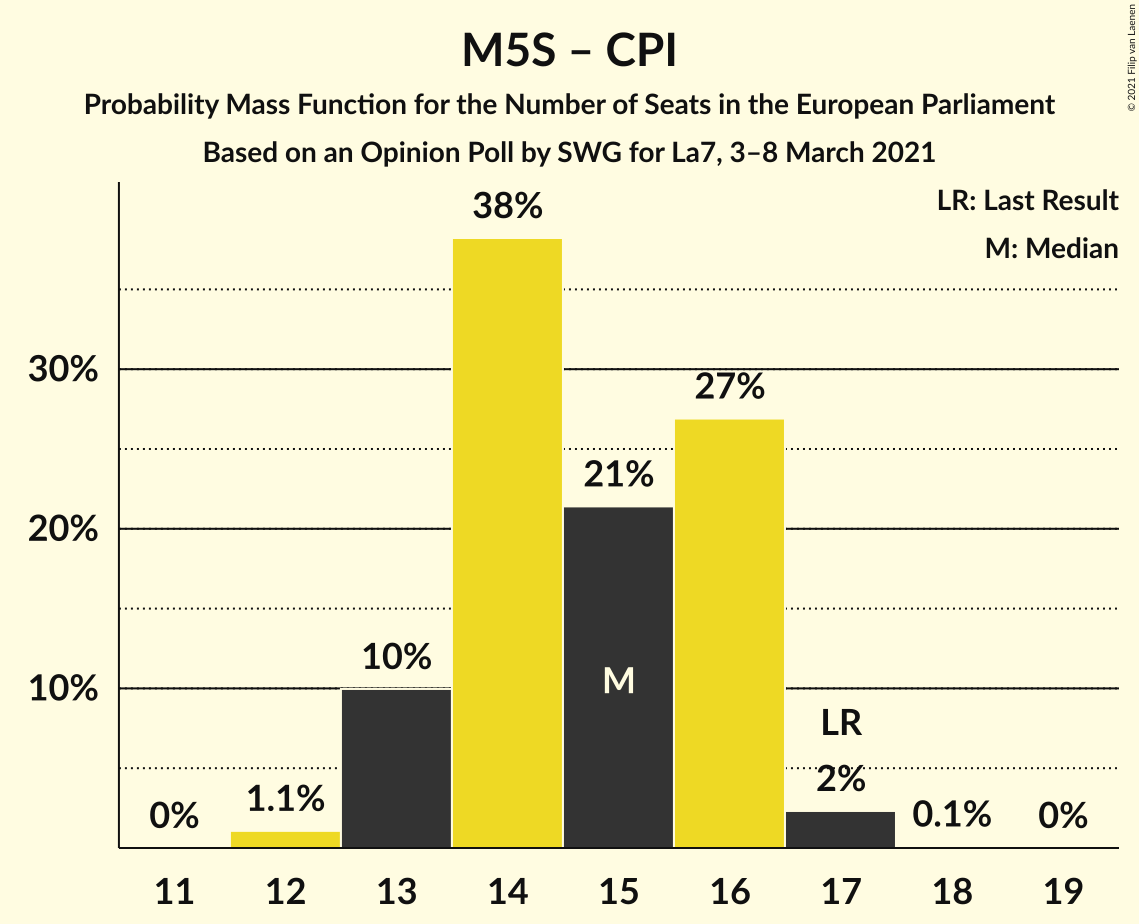 M5S – CPI
Probability Mass Function for the Number of Seats in the European Parliament
Based on an Opinion Poll by SWG for La7, 3–8 March 2021
© 2021 Filip van Laenen
LR: Last Result
M: Median
38%
30%
27%
21%
20%
10%
M
10%
LR
2%
1.1%
0%
0.1%
0%
11 12 13 14 15 16 17 18 19